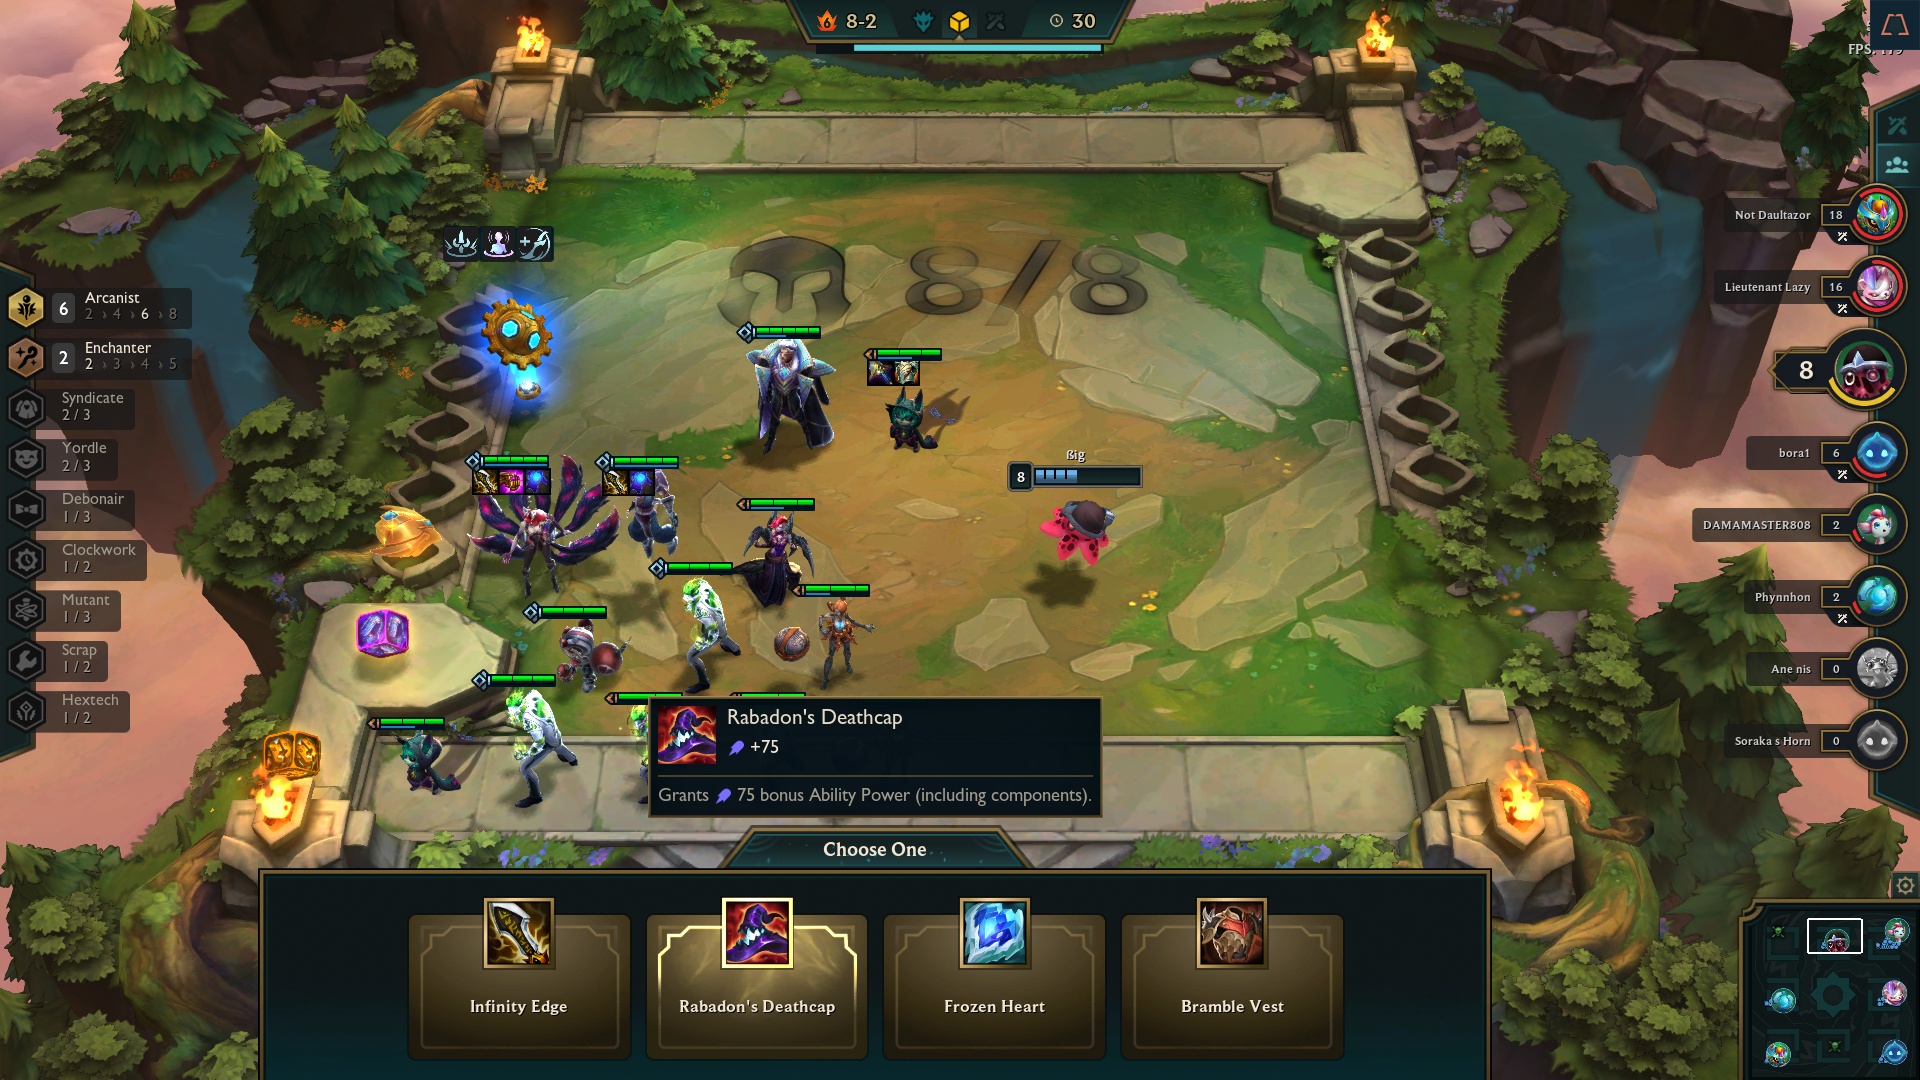 8-2
30
FPS: 119
8/8
Arcanist
6
2 › 4 › 6 › 8
Enchanter
2
2 › 3 › 4 › 5
Syndicate
2 / 3
Yordle
2 / 3
Debonair
1 / 3
Clockwork
1 / 2
Mutant
1 / 3
Scrap
1 / 2
Hextech
1 / 2
ßig
8
Not Daultazor 18
Lieutenant Lazy 16
8
bora1 6
DAMAMASTER808 2
Phynnhon 2
Ane nis 0
Soraka s Horn 0
Rabadon's Deathcap
+75
Grants 75 bonus Ability Power (including components).
Choose One
Infinity Edge
Rabadon's Deathcap
Frozen Heart
Bramble Vest